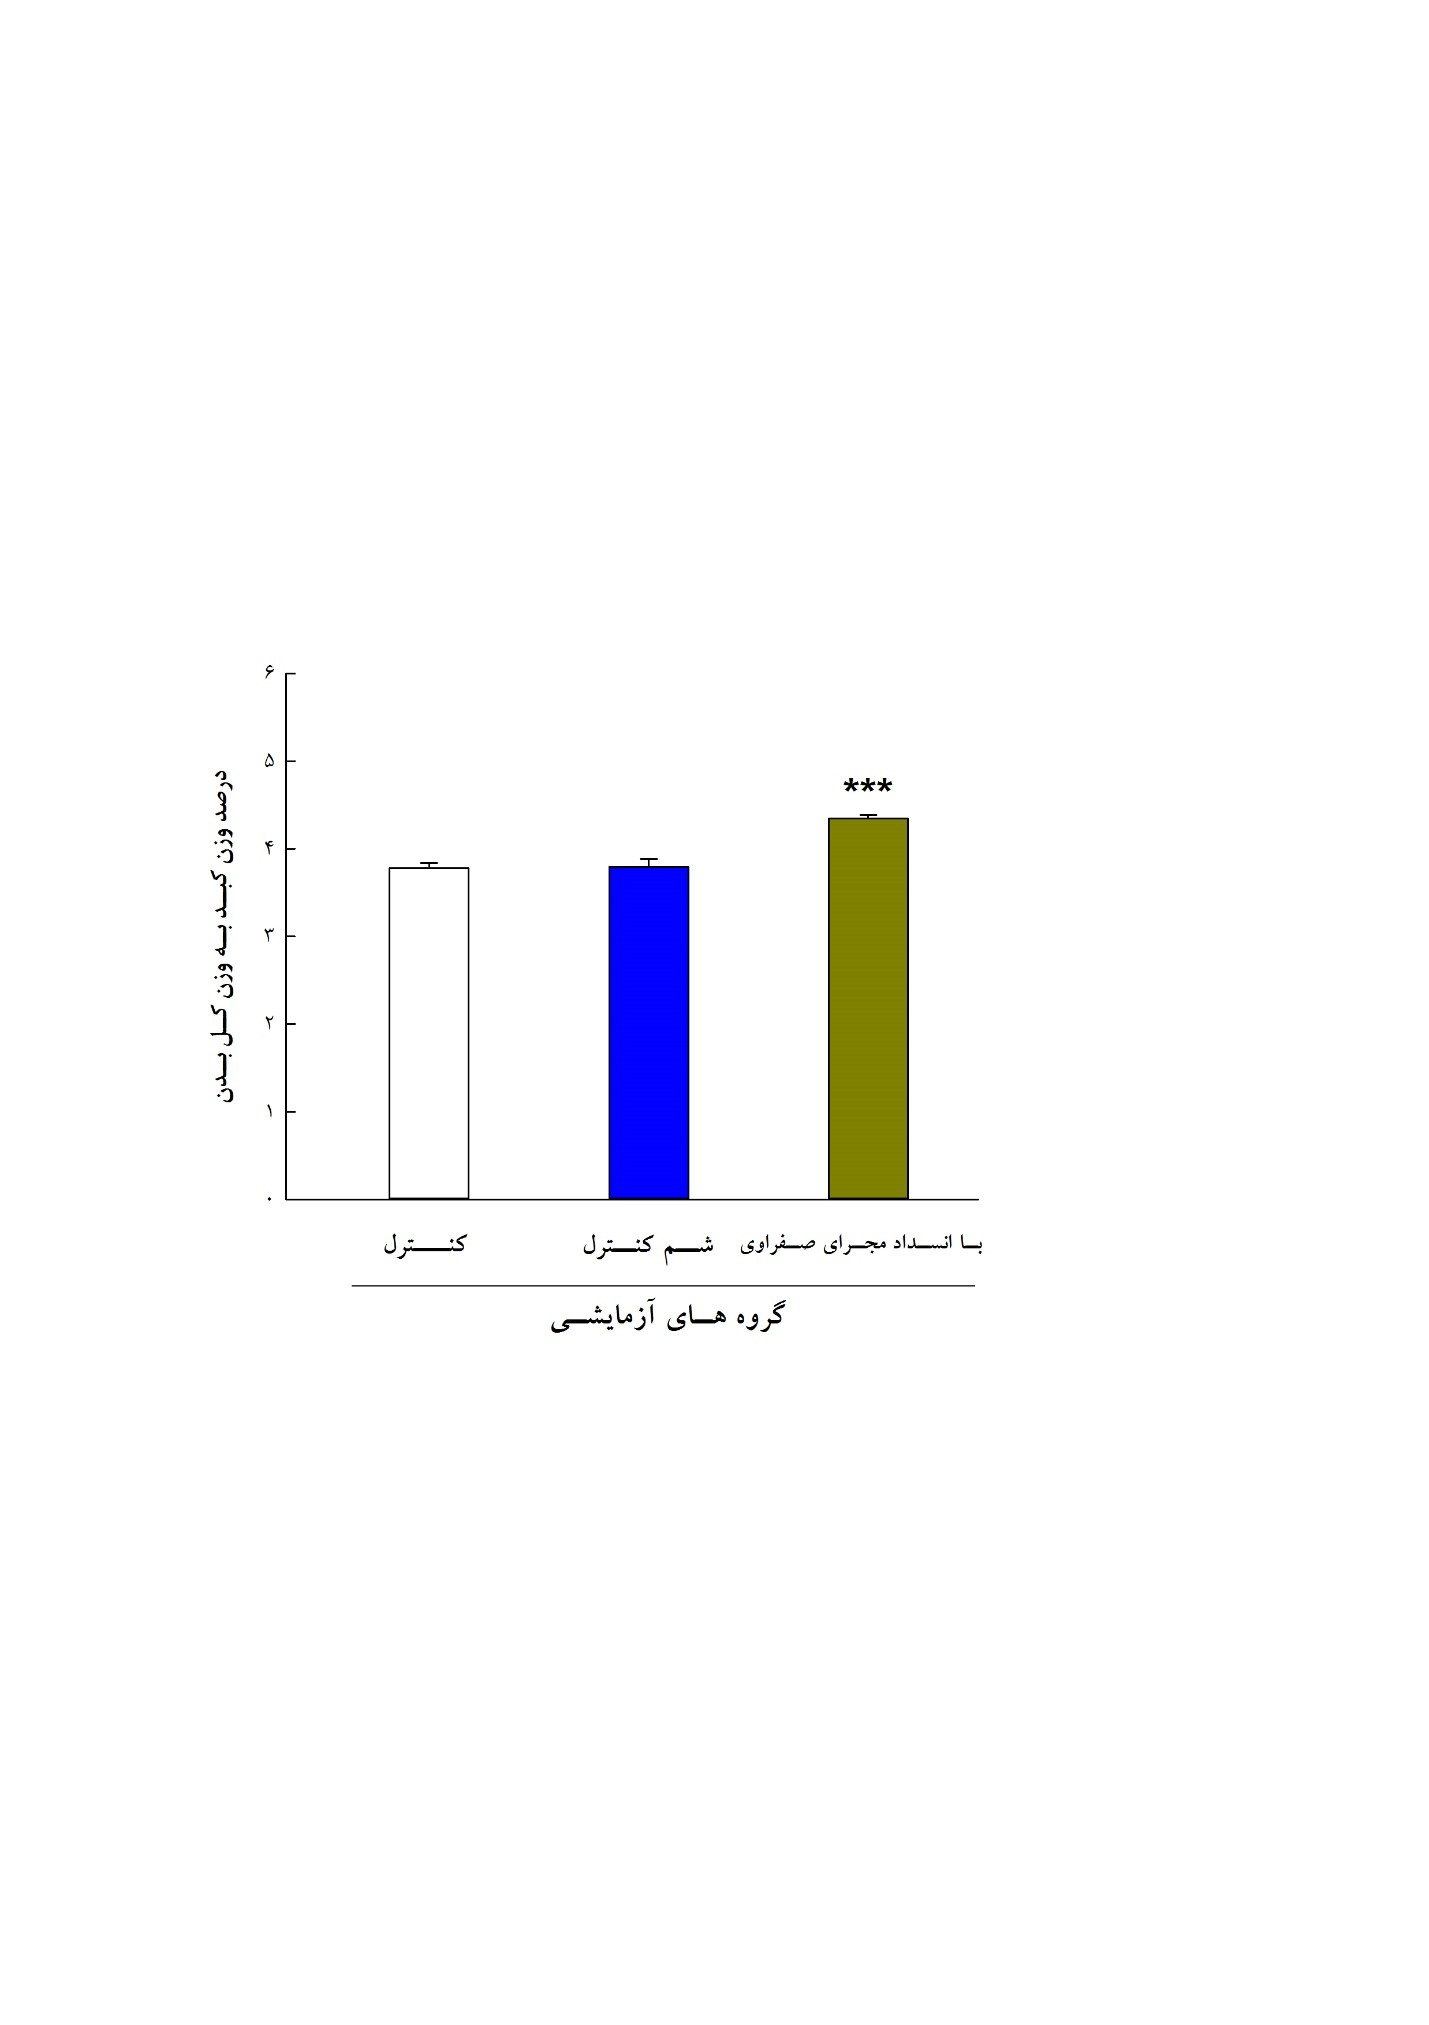 ۶
۵
۴
۳
۲
۱
۰
درصد وزن کبد به وزن کل بدن
***
کنترل
شم کنترل
با انسداد مجرای صفراوی
گروه های آزمایشی